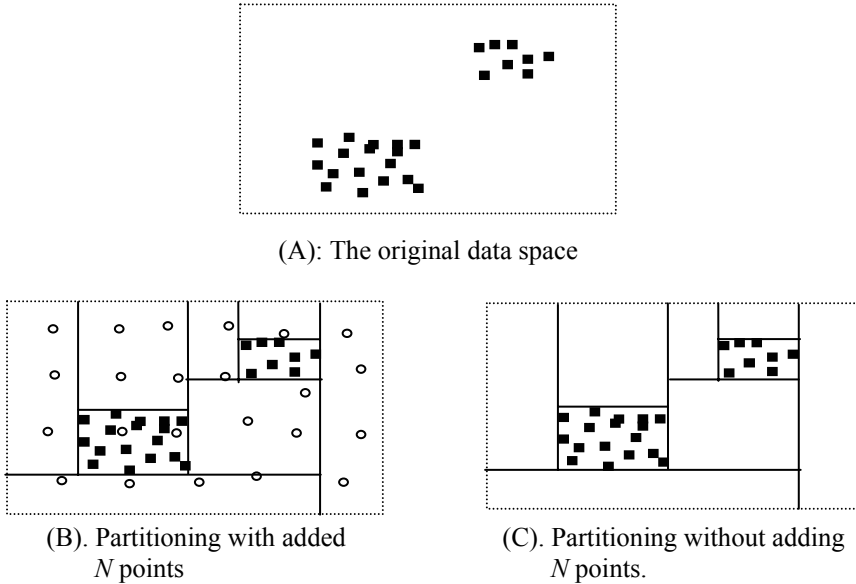 (A): The original data space
(B). Partitioning with added
N points
(C). Partitioning without adding
N points.